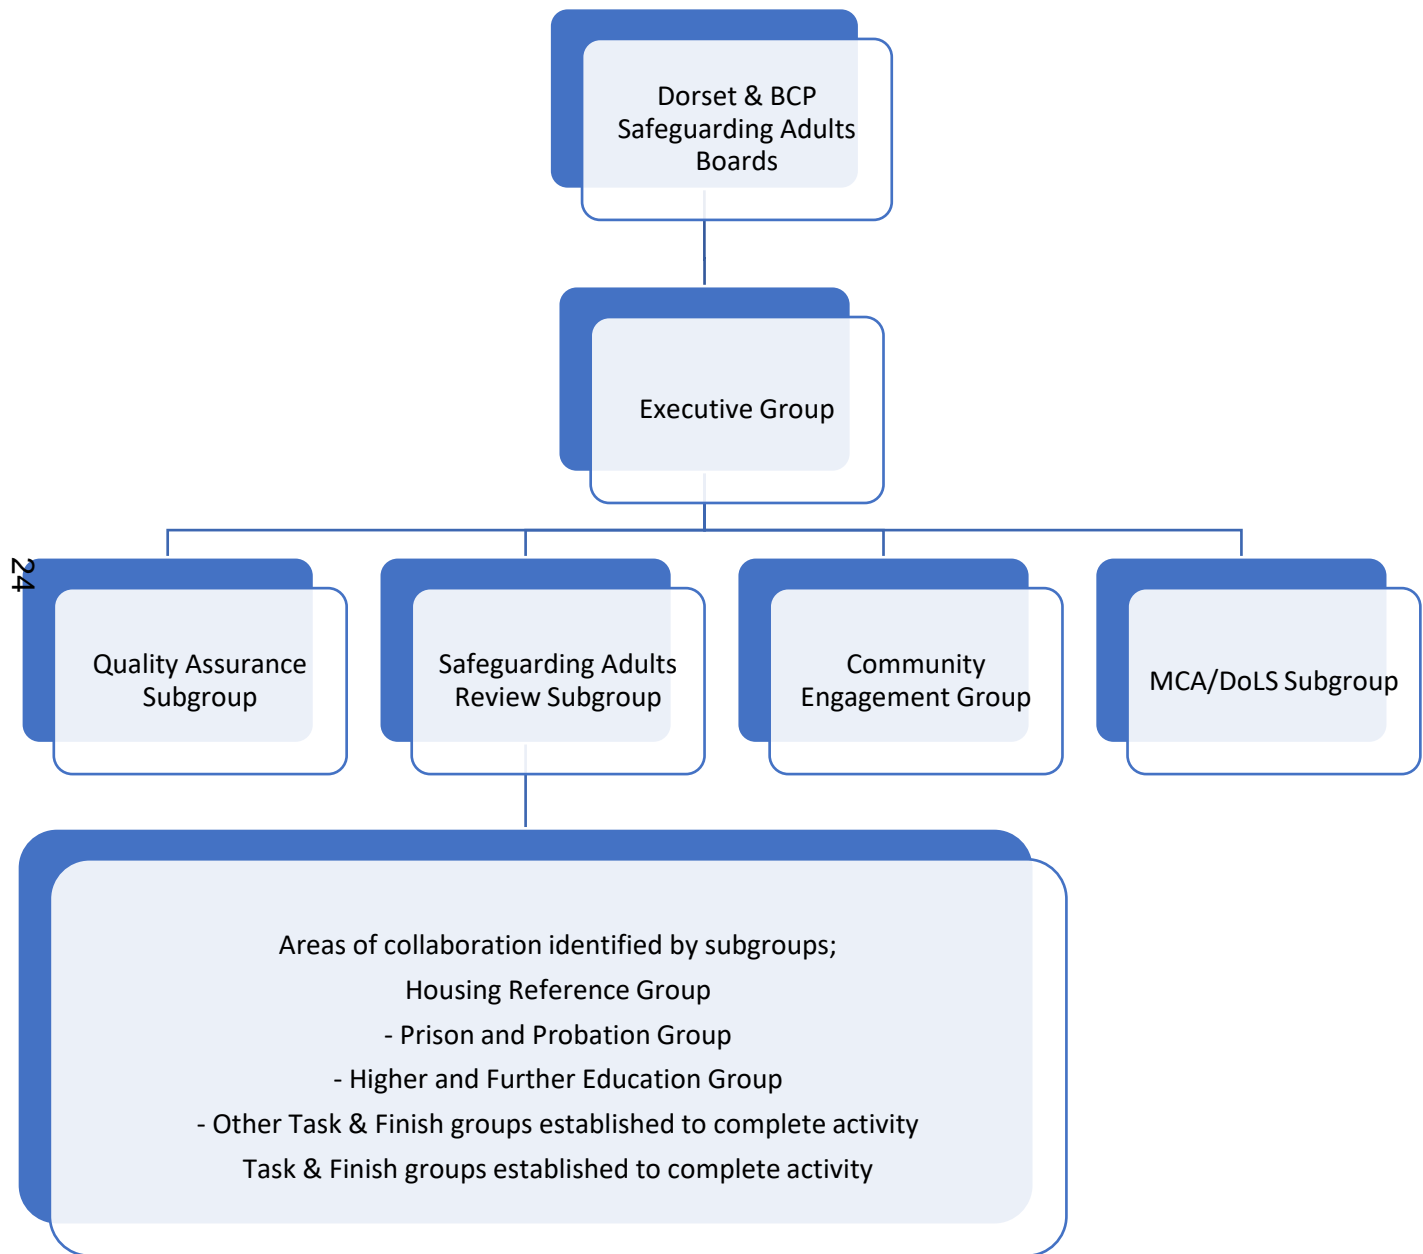 Dorset & BCP
Safeguarding Adults
Boards
Executive Group
24
Quality Assurance
Subgroup
Safeguarding Adults
Review Subgroup
Community
Engagement Group
MCA/DoLS Subgroup
Areas of collaboration identified by subgroups;
Housing Reference Group
- Prison and Probation Group
- Higher and Further Education Group
- Other Task & Finish groups established to complete activity
Task & Finish groups established to complete activity